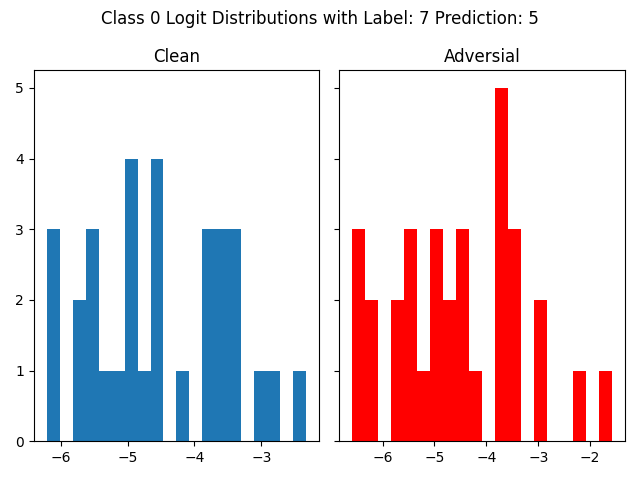 Class 0 Logit Distributions with Label: 7 Prediction: 5
Clean
Adversial
5
4
3
2
1
0
−6 −5 −4 −3
−6 −5 −4 −3 −2